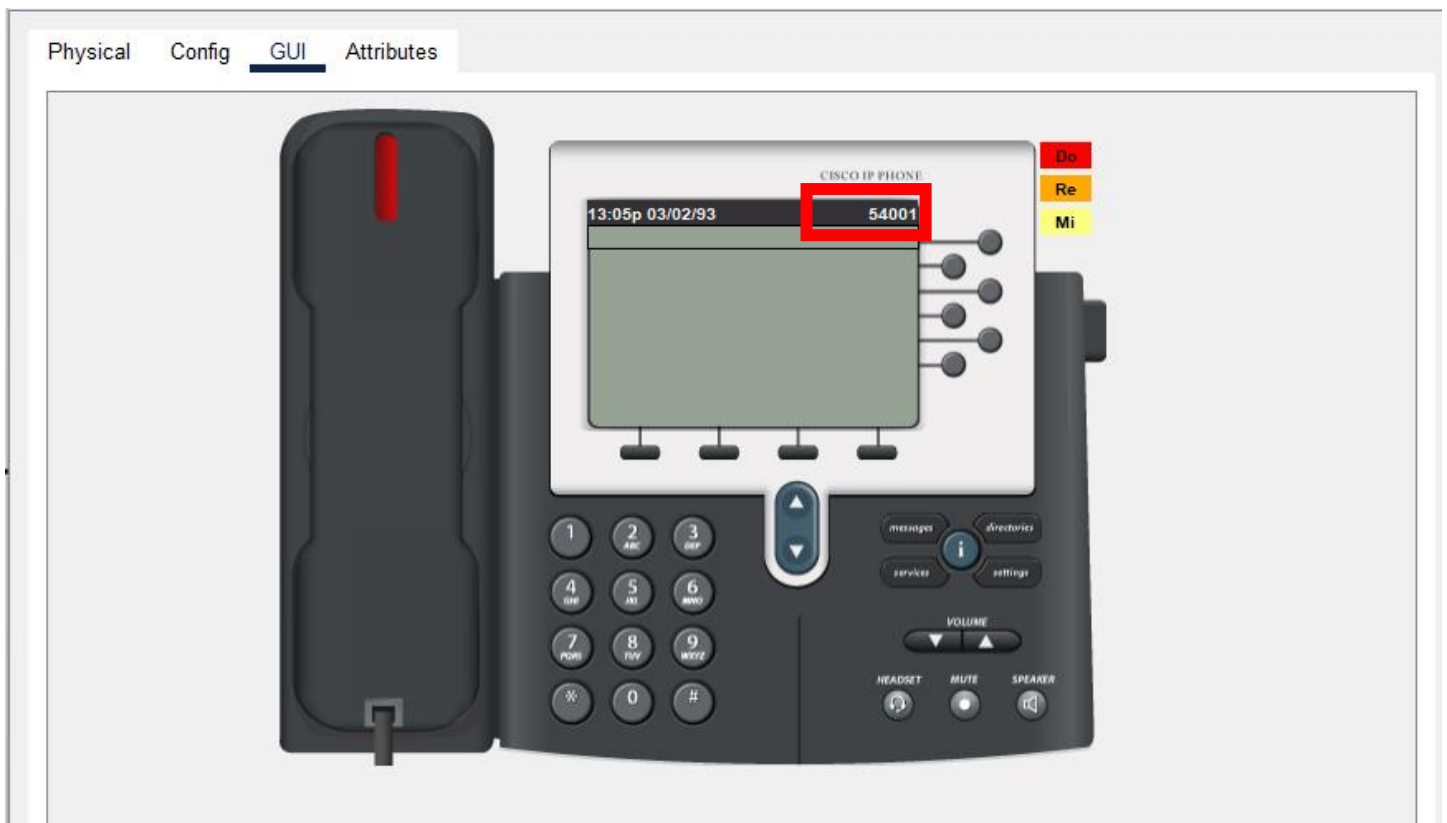 Physical Config GUI Attributes
CISCO IP PHONE
13:05p 03/02/93 54001
Do
Re
Mi
messages directories
i
services settings
1 2 3
ABC DEF
4 5 6
GHI JKL MNO
7 8 9
PQRS TUV WXYZ
* 0 #
VOLUME
HEADSET MUTE SPEAKER